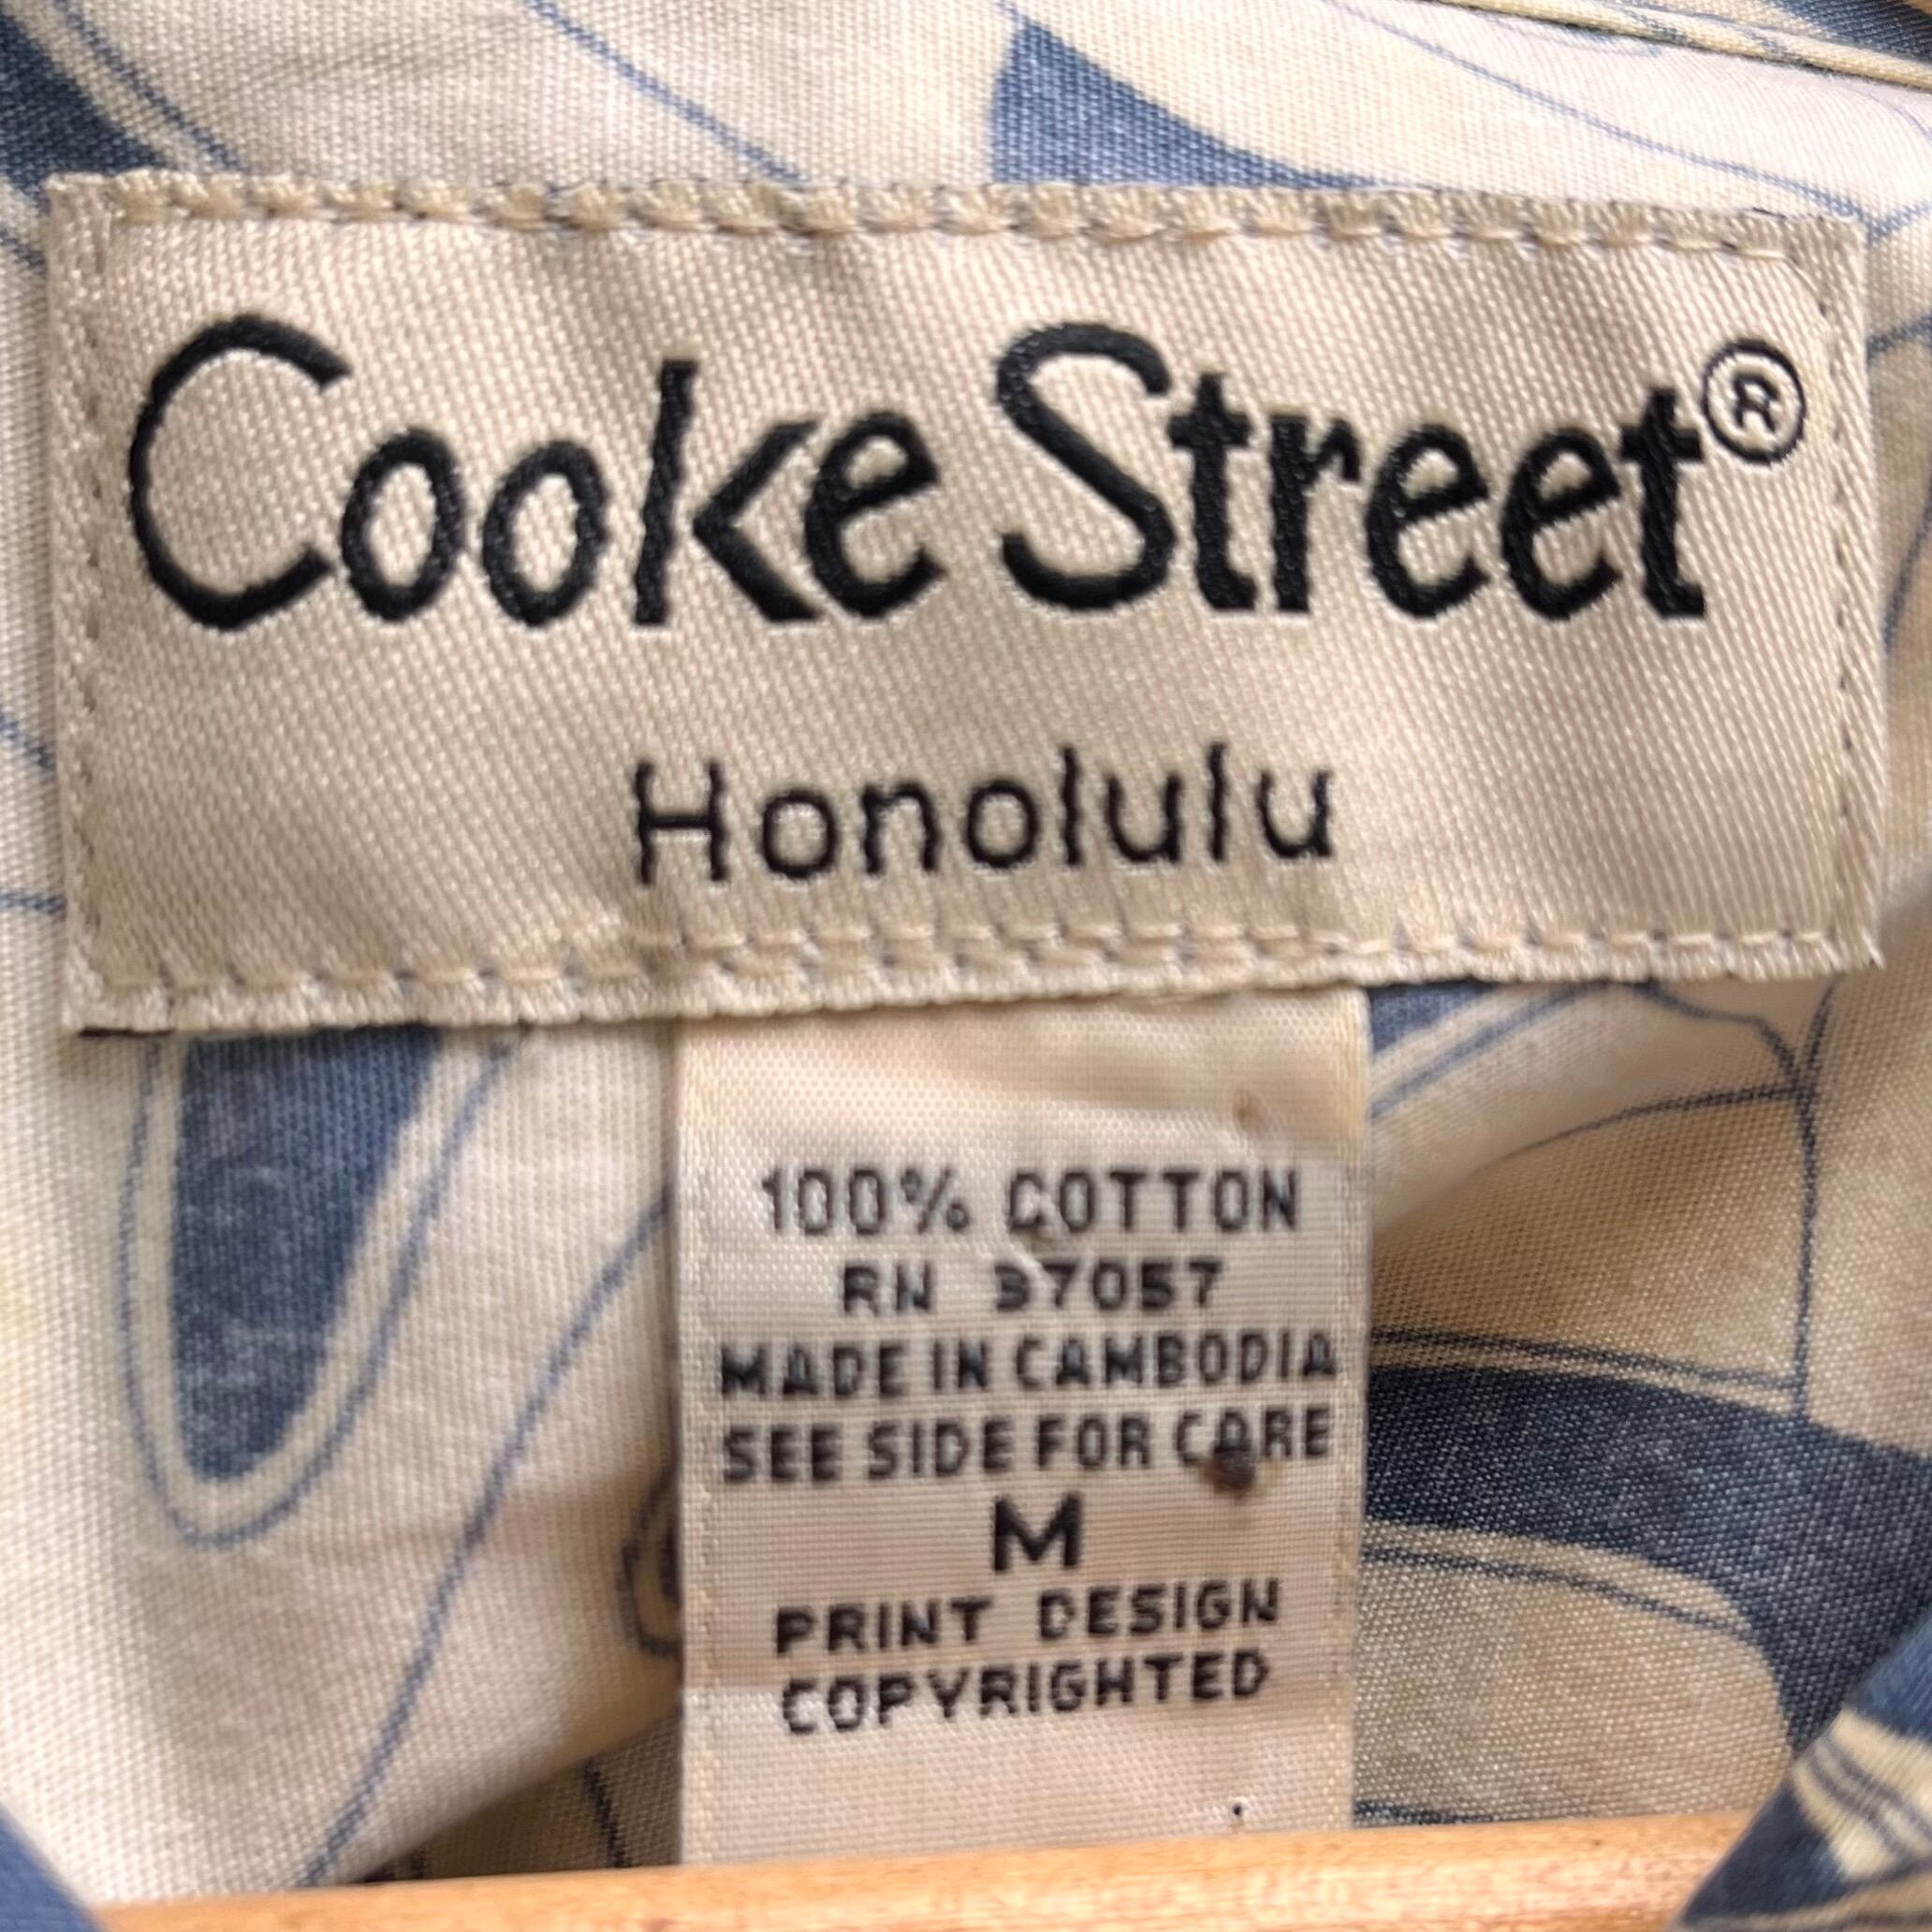 Cooke Street®
Honolulu
100% COTTON
RN 37057
MADE IN CAMBODIA
SEE SIDE FOR CARE
M
PRINT DESIGN
COPYRIGHTED